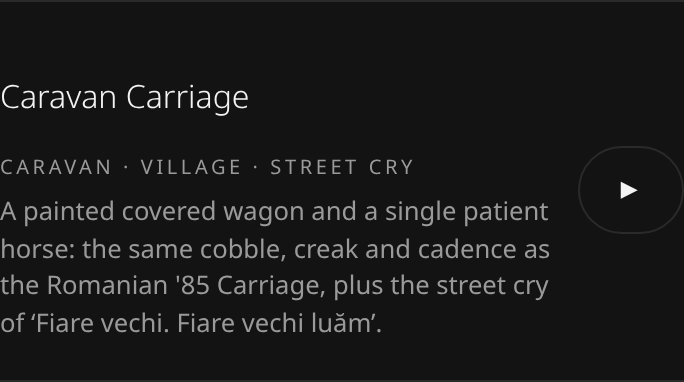 Caravan Carriage
CARAVAN · VILLAGE · STREET CRY
A painted covered wagon and a single patient
horse: the same cobble, creak and cadence as
the Romanian '85 Carriage, plus the street cry
of ‘Fiare vechi. Fiare vechi luăm’.